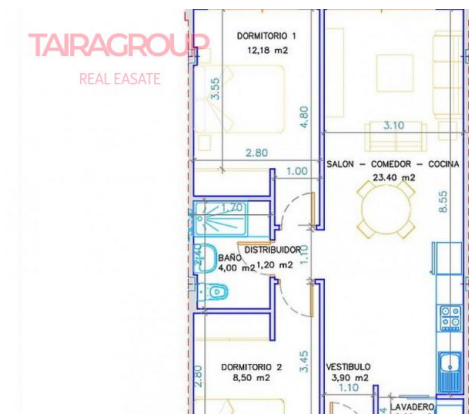 TAIRAGROUP
REAL EASATE
DORMITORIO 1
12,18 m2
3.55
4.80
3.10
2.80
1.00
SALON - COMEDOR - COCINA
23.40 m2
8.55
1.70
DISTRIBUIDOR
1,20 m2
1.10
BAÑO
4,00 m2
2.40
DORMITORIO 2
8,50 m2
2.80
3.45
VESTIBULO
3,90 m2
1.10
LAVADERO